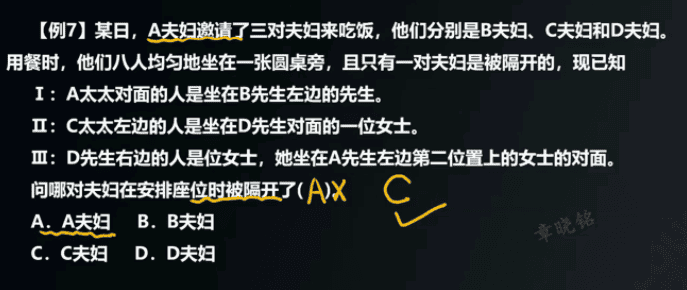 【例7】某日，A夫妇邀请了三对夫妇来吃饭，他们分别是B夫妇、C夫妇和D夫妇。
用餐时，他们八人均匀地坐在一张圆桌旁，且只有一对夫妇是被隔开的，现已知
Ⅰ：A太太对面的人是坐在B先生左边的先生。
Ⅱ：C太太左边的人是坐在D先生对面的一位女士。
Ⅲ：D先生右边的人是位女士，她坐在A先生左边第二位置上的女士的对面。
问哪对夫妇在安排座位时被隔开了( A X C
A．A夫妇 B．B夫妇
C．C夫妇 D．D夫妇
章晓铭